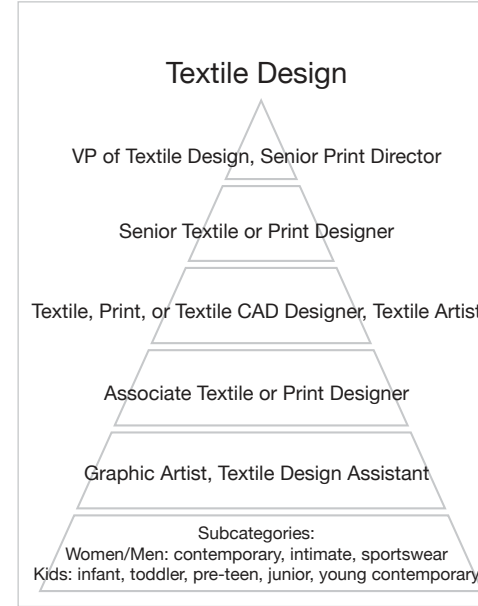 Textile Design
VP of Textile Design, Senior Print Director
Senior Textile or Print Designer
Textile, Print, or Textile CAD Designer, Textile Artist
Associate Textile or Print Designer
Graphic Artist, Textile Design Assistant
Subcategories:
Women/Men: contemporary, intimate, sportswear
Kids: infant, toddler, pre-teen, junior, young contemporary